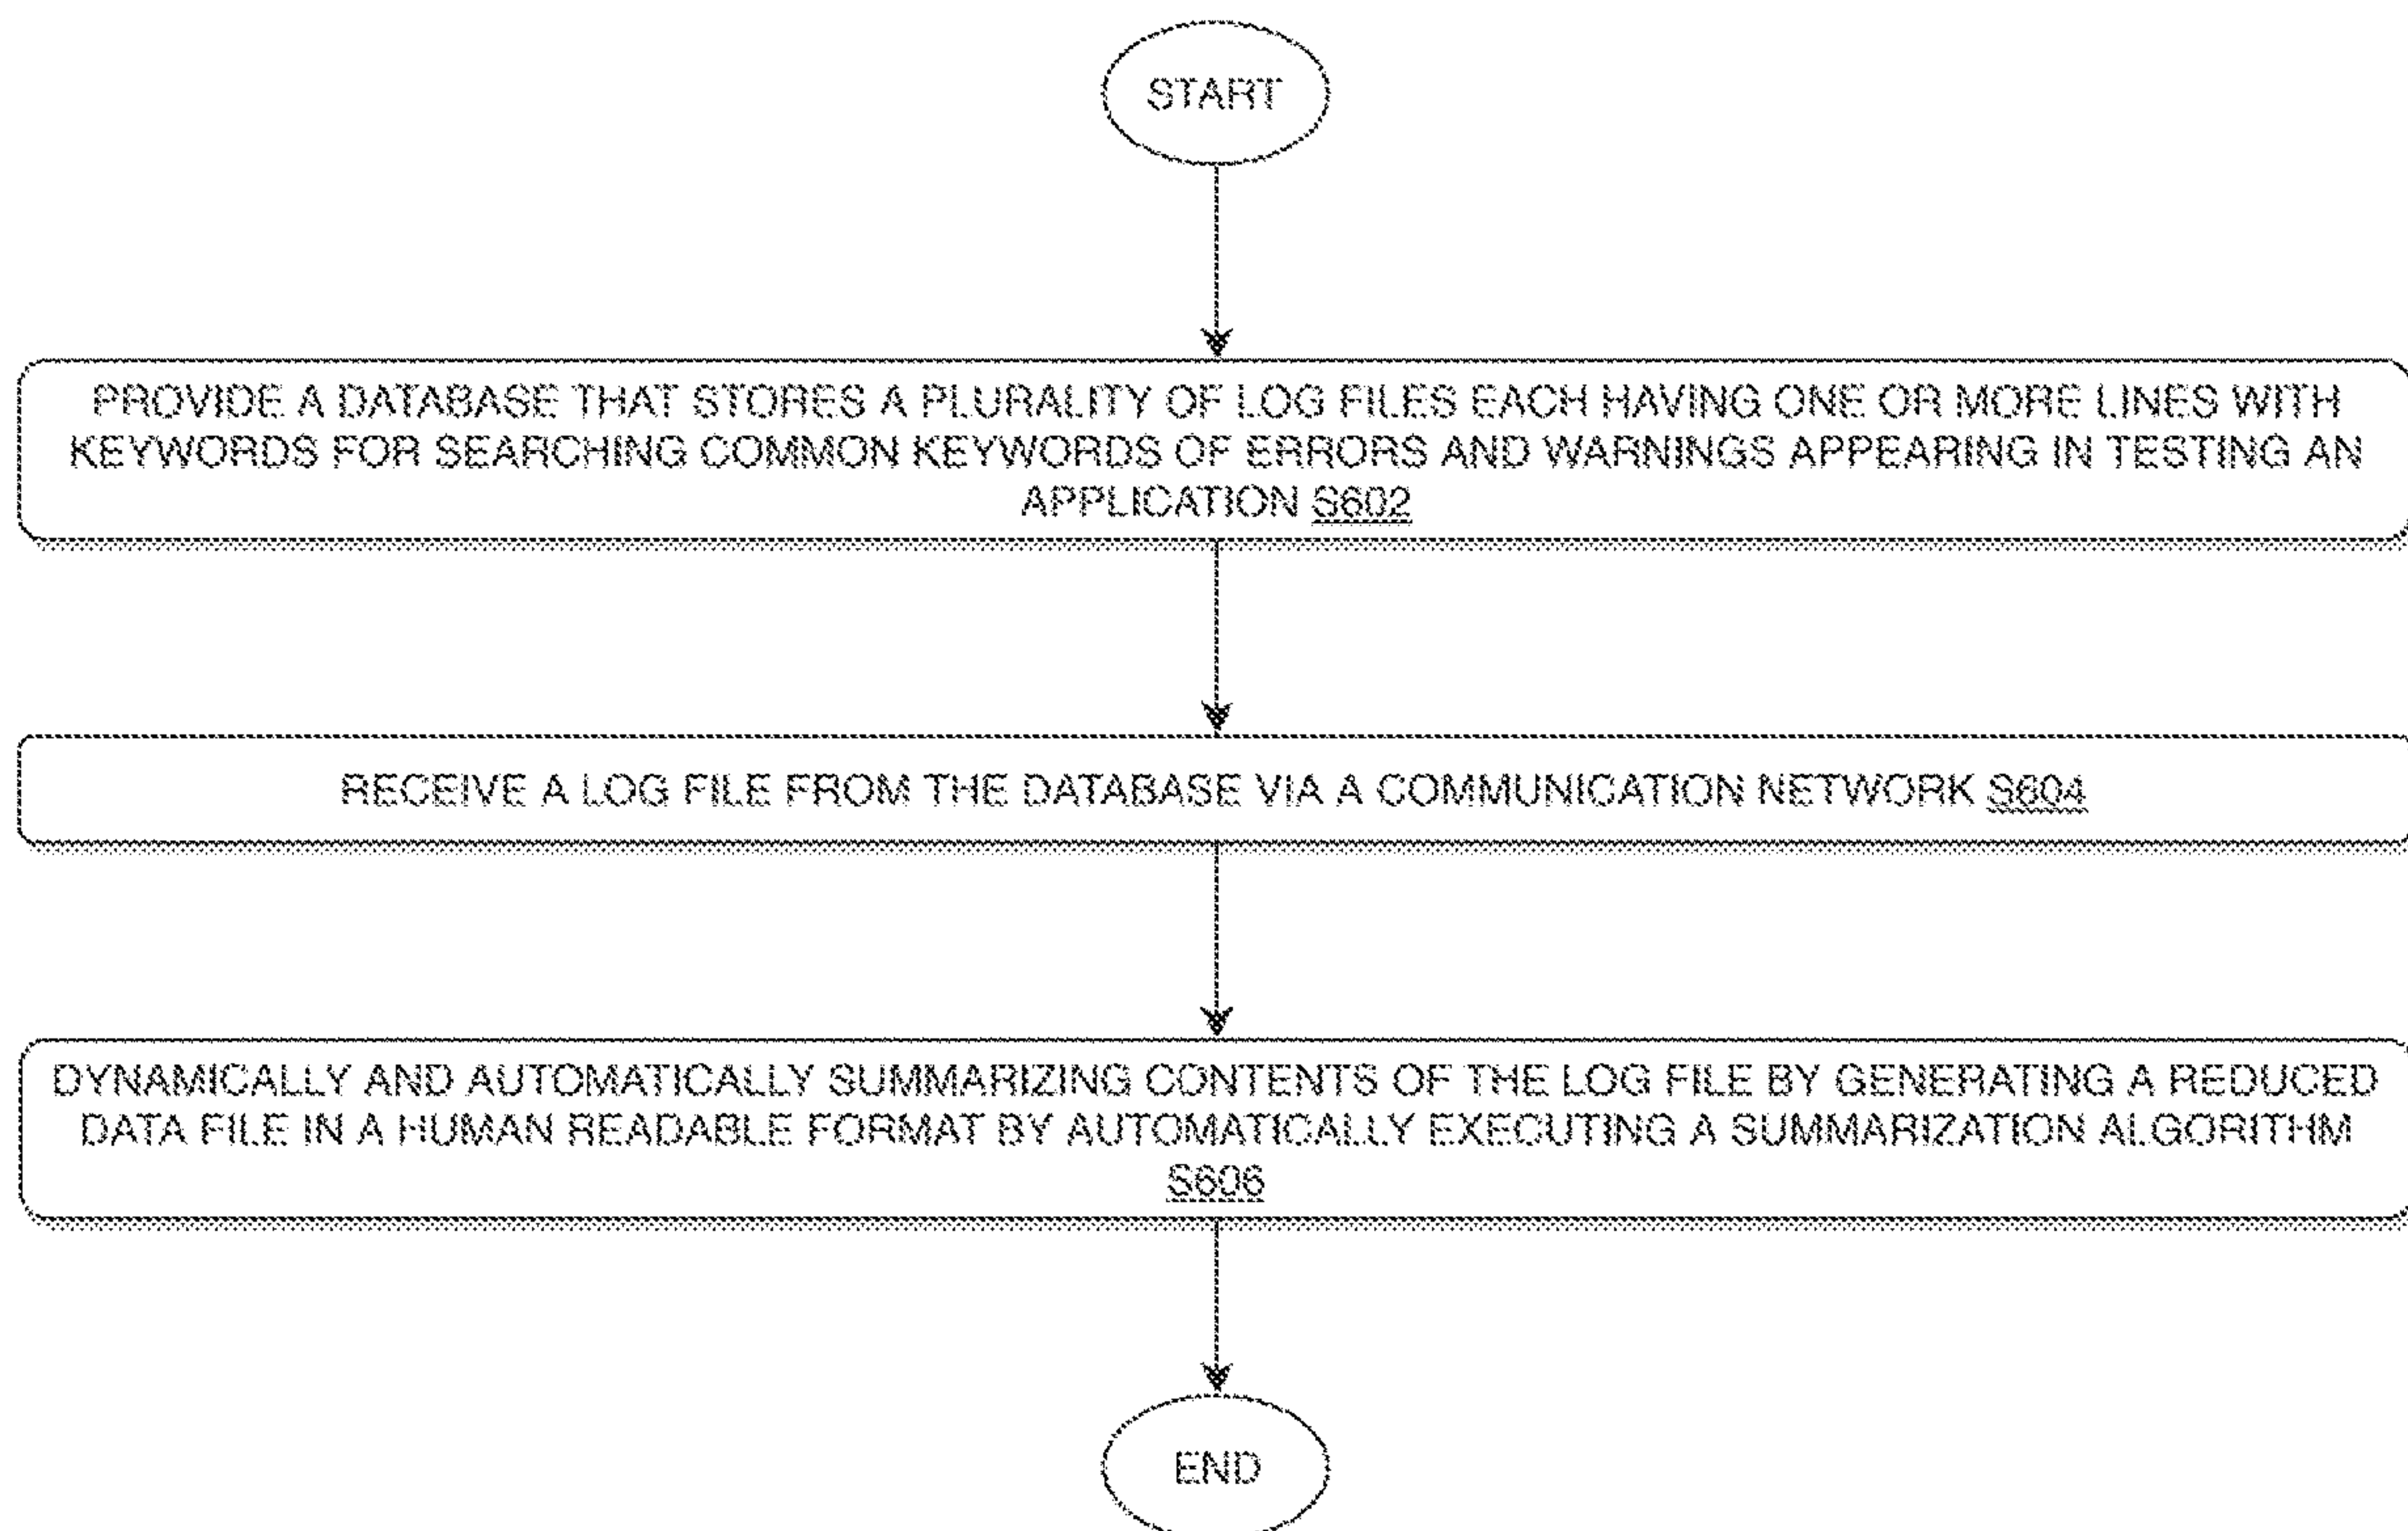 START
PROVIDE A DATABASE THAT STORES A PLURALITY OF LOG FILES EACH HAVING ONE OR MORE LINES WITH
KEYWORDS FOR SEARCHING COMMON KEYWORDS OF ERRORS AND WARNINGS APPEARING IN TESTING AN
APPLICATION S602
RECEIVE A LOG FILE FROM THE DATABASE VIA A COMMUNICATION NETWORK S604
DYNAMICALLY AND AUTOMATICALLY SUMMARIZING CONTENTS OF THE LOG FILE BY GENERATING A REDUCED
DATA FILE IN A HUMAN READABLE FORMAT BY AUTOMATICALLY EXECUTING A SUMMARIZATION ALGORITHM
S606
END